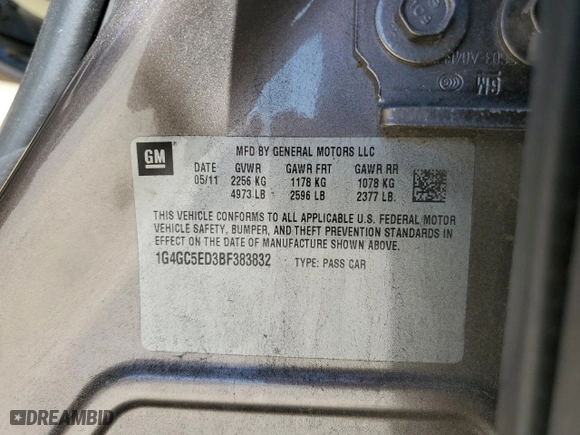 GM
MFD BY GENERAL MOTORS LLC
DATE GVWR GAWR FRT GAWR RR
05/11 2256 KG 1178 KG 1078 KG
4973 LB 2596 LB 2377 LB
THIS VEHICLE CONFORMS TO ALL APPLICABLE U.S. FEDERAL MOTOR
VEHICLE SAFETY, BUMPER, AND THEFT PREVENTION STANDARDS IN
EFFECT ON THE DATE OF MANUFACTURE SHOWN ABOVE.
1G4GC5ED3BF383832 TYPE: PASS CAR
GM
DREAMBID